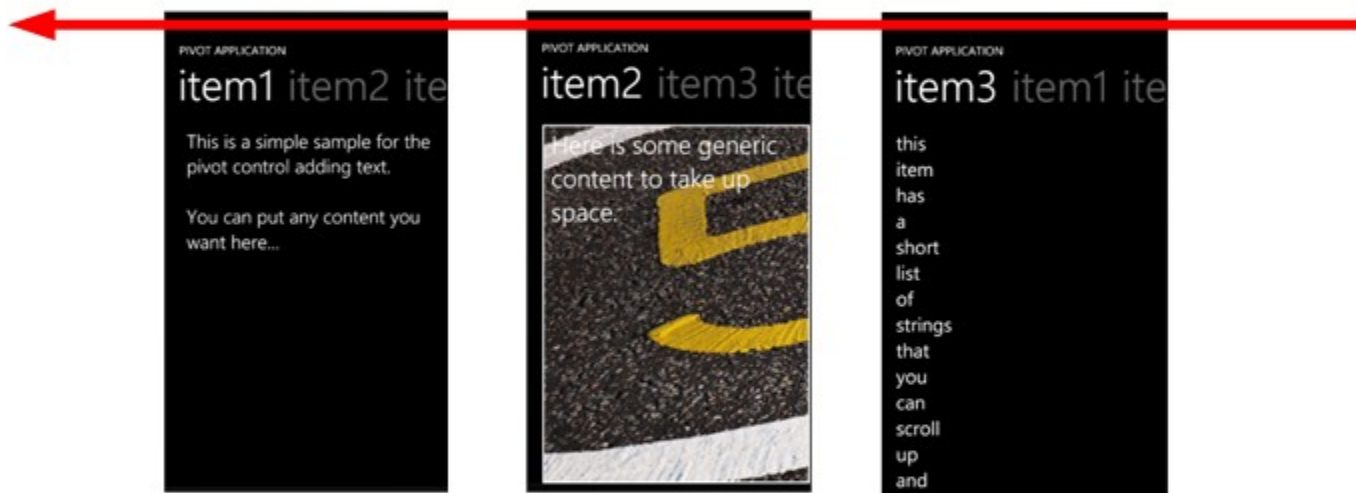 PIVOT APPLICATION
item1 item2 ite
This is a simple sample for the
pivot control adding text.
You can put any content you
want here...
PIVOT APPLICATION
item2 item3 ite
Here is some generic
content to take up
space.
PIVOT APPLICATION
item3 item1 ite
this
item
has
a
short
list
of
strings
that
you
can
scroll
up
and